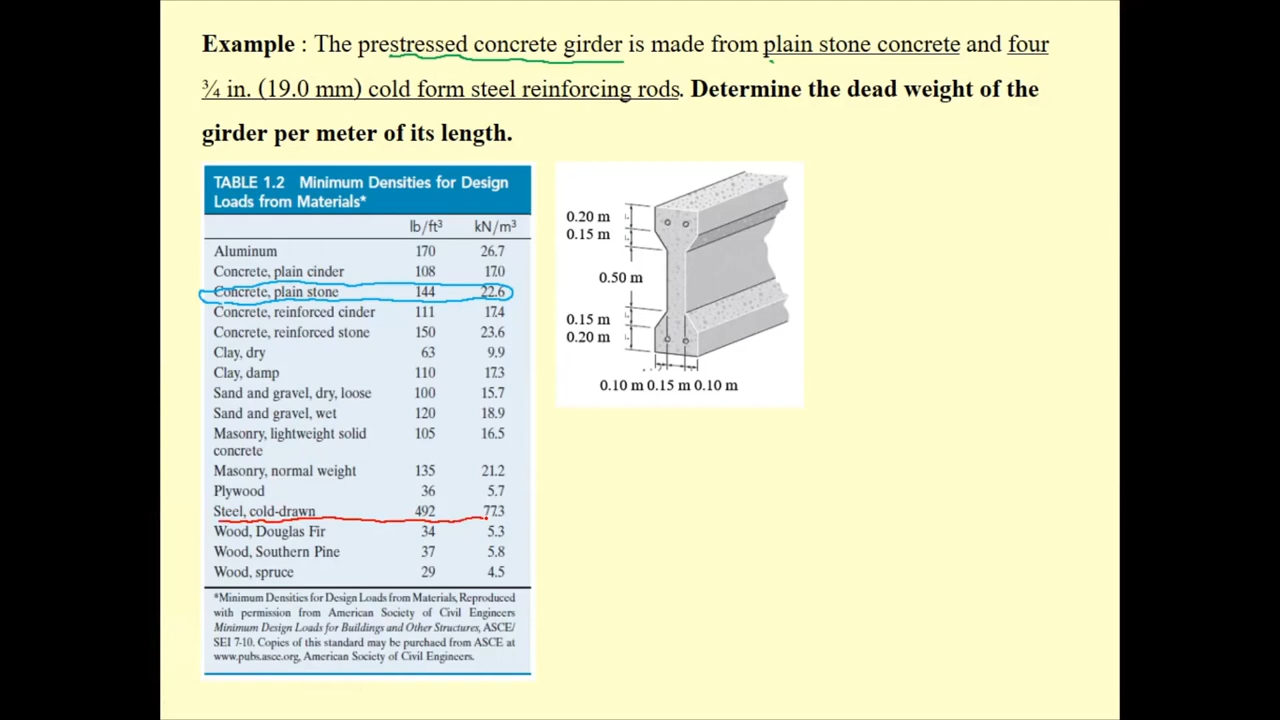 Example : The prestressed concrete girder is made from plain stone concrete and four
¾ in. (19.0 mm) cold form steel reinforcing rods. Determine the dead weight of the
girder per meter of its length.
TABLE 1.2 Minimum Densities for Design
Loads from Materials*
lb/ft³ kN/m³
Aluminum 170 26.7
Concrete, plain cinder 108 17.0
Concrete, plain stone 144 22.6
Concrete, reinforced cinder 111 17.4
Concrete, reinforced stone 150 23.6
Clay, dry 63 9.9
Clay, damp 110 17.3
Sand and gravel, dry, loose 100 15.7
Sand and gravel, wet 120 18.9
Masonry, lightweight solid 105 16.5
concrete
Masonry, normal weight 135 21.2
Plywood 36 5.7
Steel, cold-drawn 492 77.3
Wood, Douglas Fir 34 5.3
Wood, Southern Pine 37 5.8
Wood, spruce 29 4.5
*Minimum Densities for Design Loads from Materials, Reproduced
with permission from American Society of Civil Engineers
Minimum Design Loads for Buildings and Other Structures, ASCE/
SEI 7-10. Copies of this standard may be purchaed from ASCE at
www.pubs.asce.org, American Society of Civil Engineers.
0.20 m
0.15 m
0.50 m
0.15 m
0.20 m
0.10 m 0.15 m 0.10 m